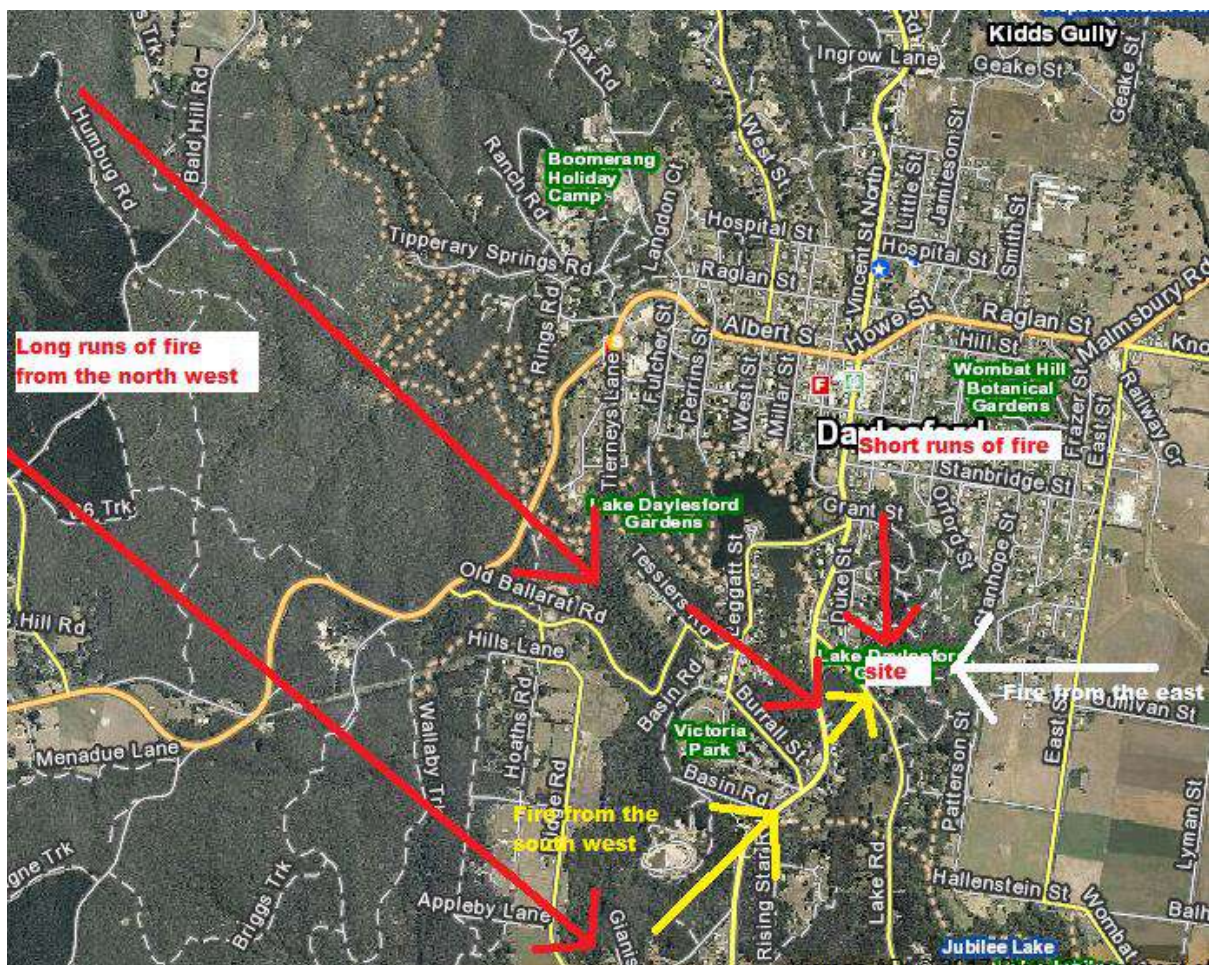 Kidds Gully
Ingrow Lane
Geake St
Geake St
Ajax Rd
Bald Hill Rd
Humbug Rd
West St
Little St
Jamieson St
Boomerang
Holiday
Camp
Ranch Rd
Langdon Ct
Vincent St North
Smith St
Hospital St
Hospital St
Tipperary Springs Rd
Raglan St
Malmsbury Rd
Rings Rd
Howe St
Raglan St
Albert S
Hill St
Long runs of fire
from the north west
Fulcher St
Tierneys Lane
Perrins St
West St
Millar St
Wombat Hill
Botanical
Gardens
Frazer St
East St
Railway Cr
F
Short runs of fire
Stanbridge St
Trk
Lake Daylesford
Gardens
Grant St
Orford St
Stanhope St
Old Ballarat Rd
Tessiers Rd
Leggatt St
Duke St
Hill Rd
Hills Lane
Lake Daylesford
site
Fire from the east
Basin Rd
Burrall St
Wallaby Tr
Hoaths Rd
Victoria
Park
East St
Patterson St
Menadue Lane
Basin Rd
Fire from the
south west
Lyman St
Rising Star
Lake Rd
Hallenstein St
Wombat
Briggs Trk
Appleby Lane
Jubilee Lake